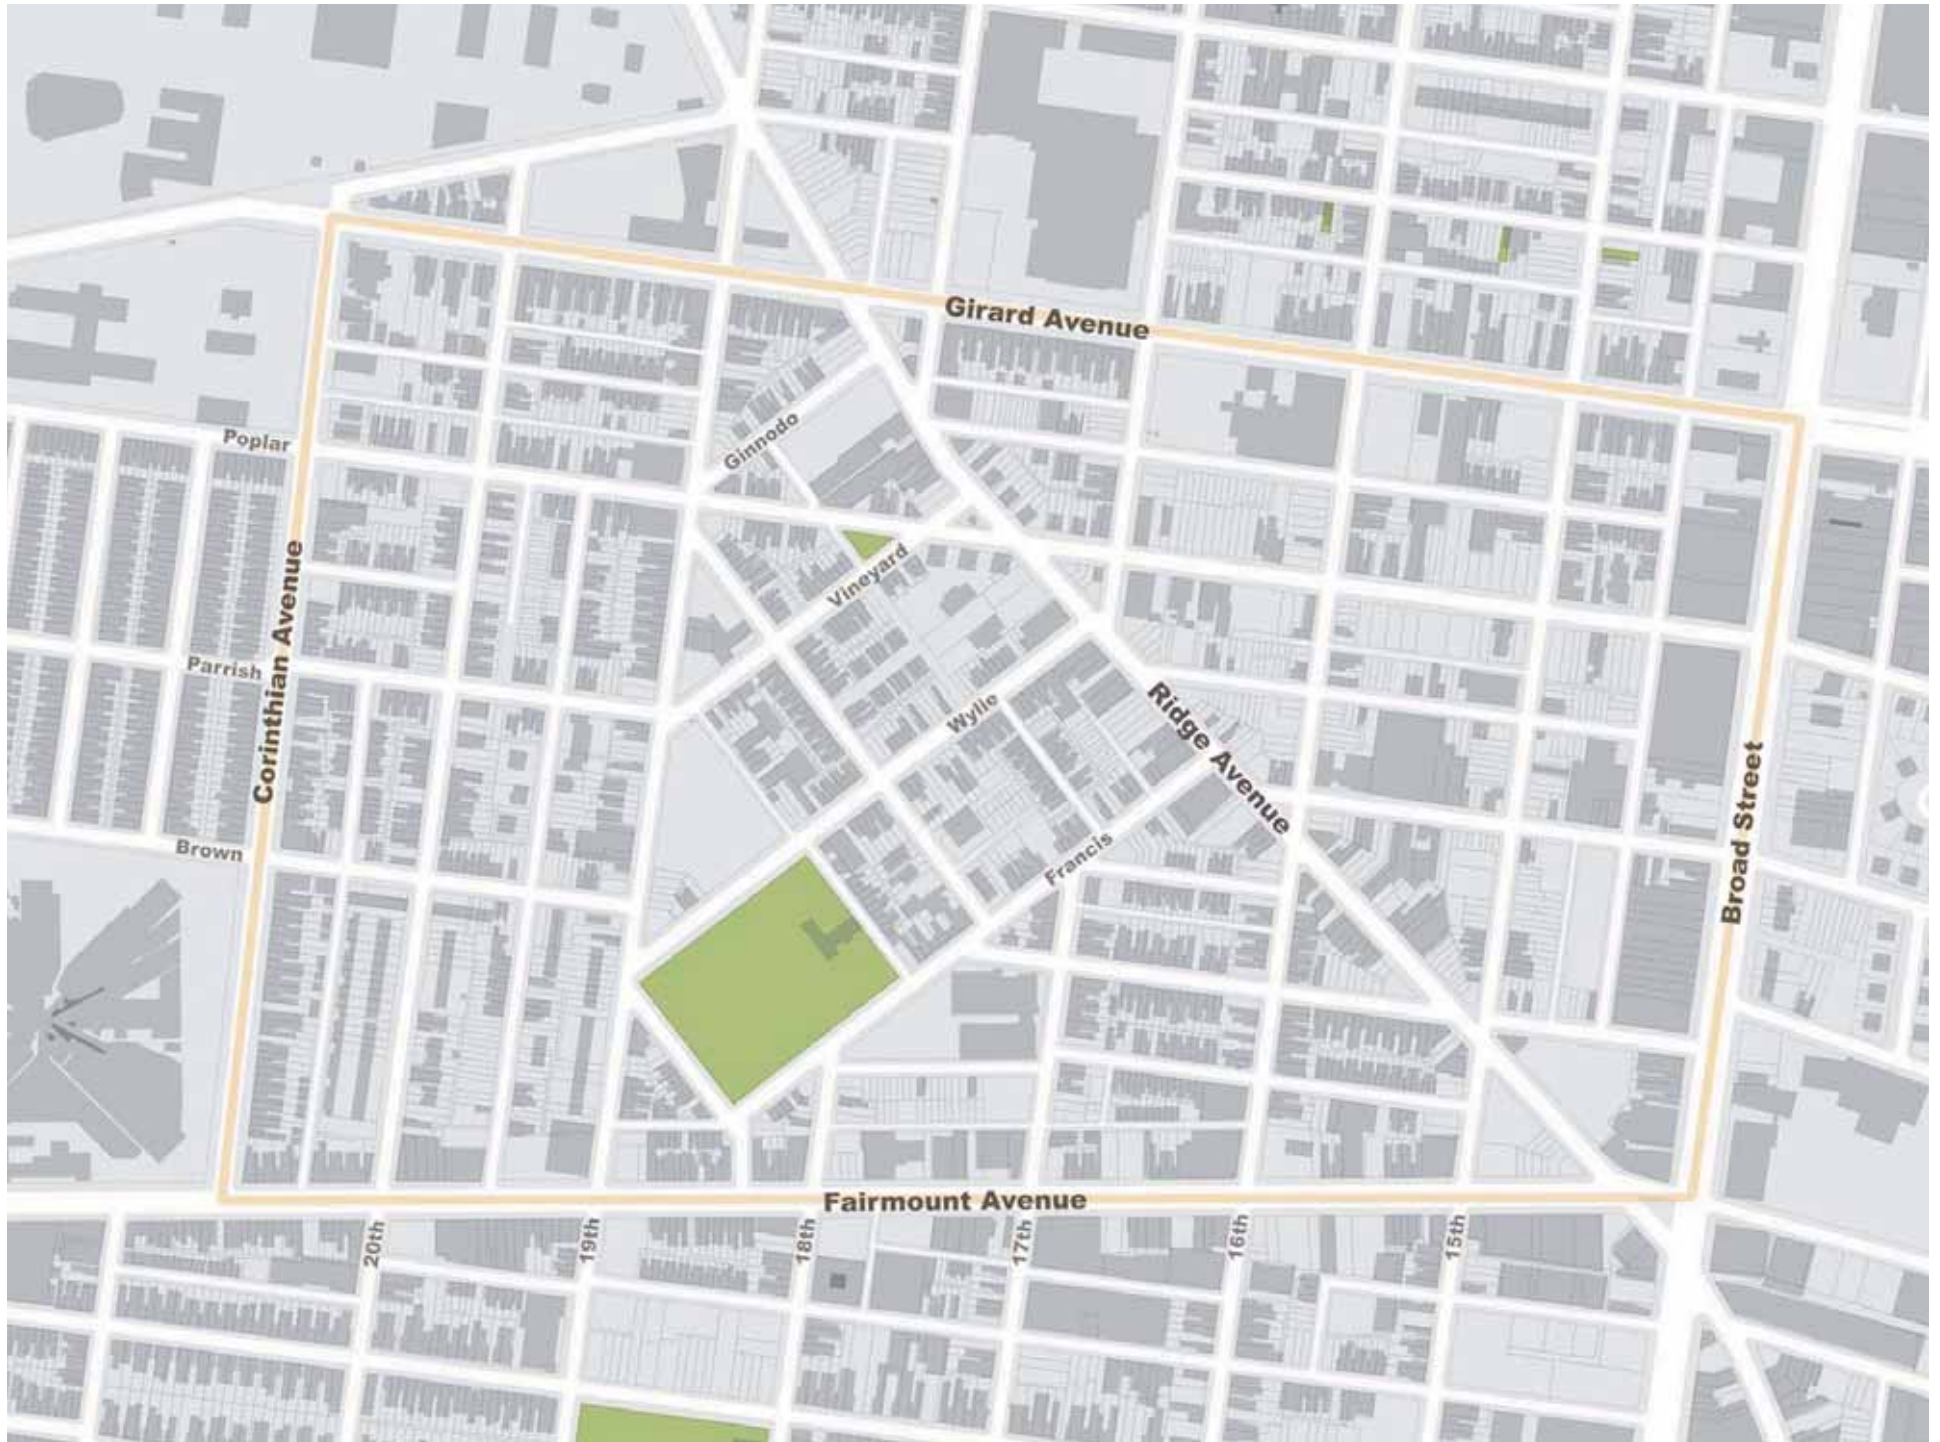 Girard Avenue
Poplar
Ginnodo
Vineyard
Corinthian Avenue
Parrish
Wylie
Ridge Avenue
Brown
Francis
Broad Street
Fairmount Avenue
20th
19th
18th
17th
16th
15th